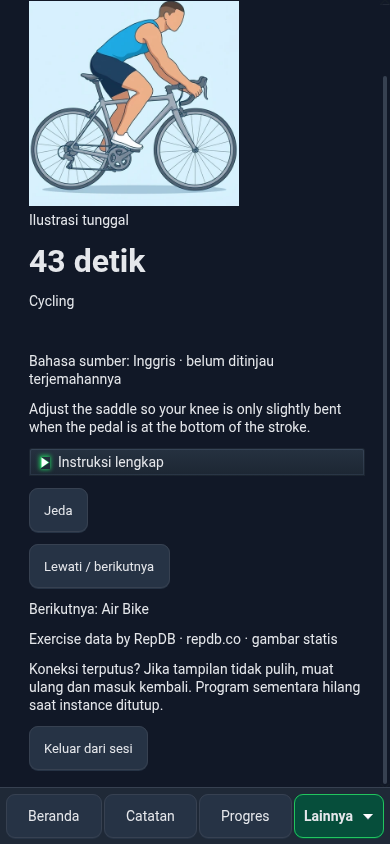 Ilustrasi tunggal
43 detik
Cycling
Bahasa sumber: Inggris · belum ditinjau
terjemahannya
Adjust the saddle so your knee is only slightly bent
when the pedal is at the bottom of the stroke.
Instruksi lengkap
Jeda
Lewati / berikutnya
Berikutnya: Air Bike
Exercise data by RepDB · repdb.co · gambar statis
Koneksi terputus? Jika tampilan tidak pulih, muat
ulang dan masuk kembali. Program sementara hilang
saat instance ditutup.
Keluar dari sesi
Beranda Catatan Progres Lainnya